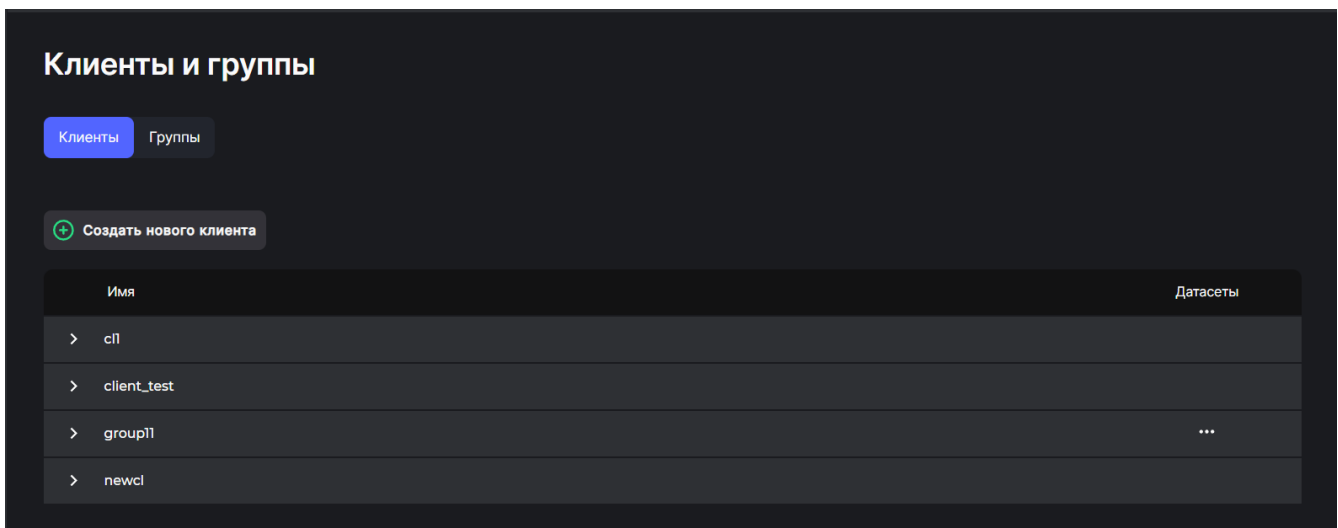 Клиенты и группы
Клиенты Группы
Создать нового клиента
Имя Датасеты
cl1
client_test
group11 •••
newcl